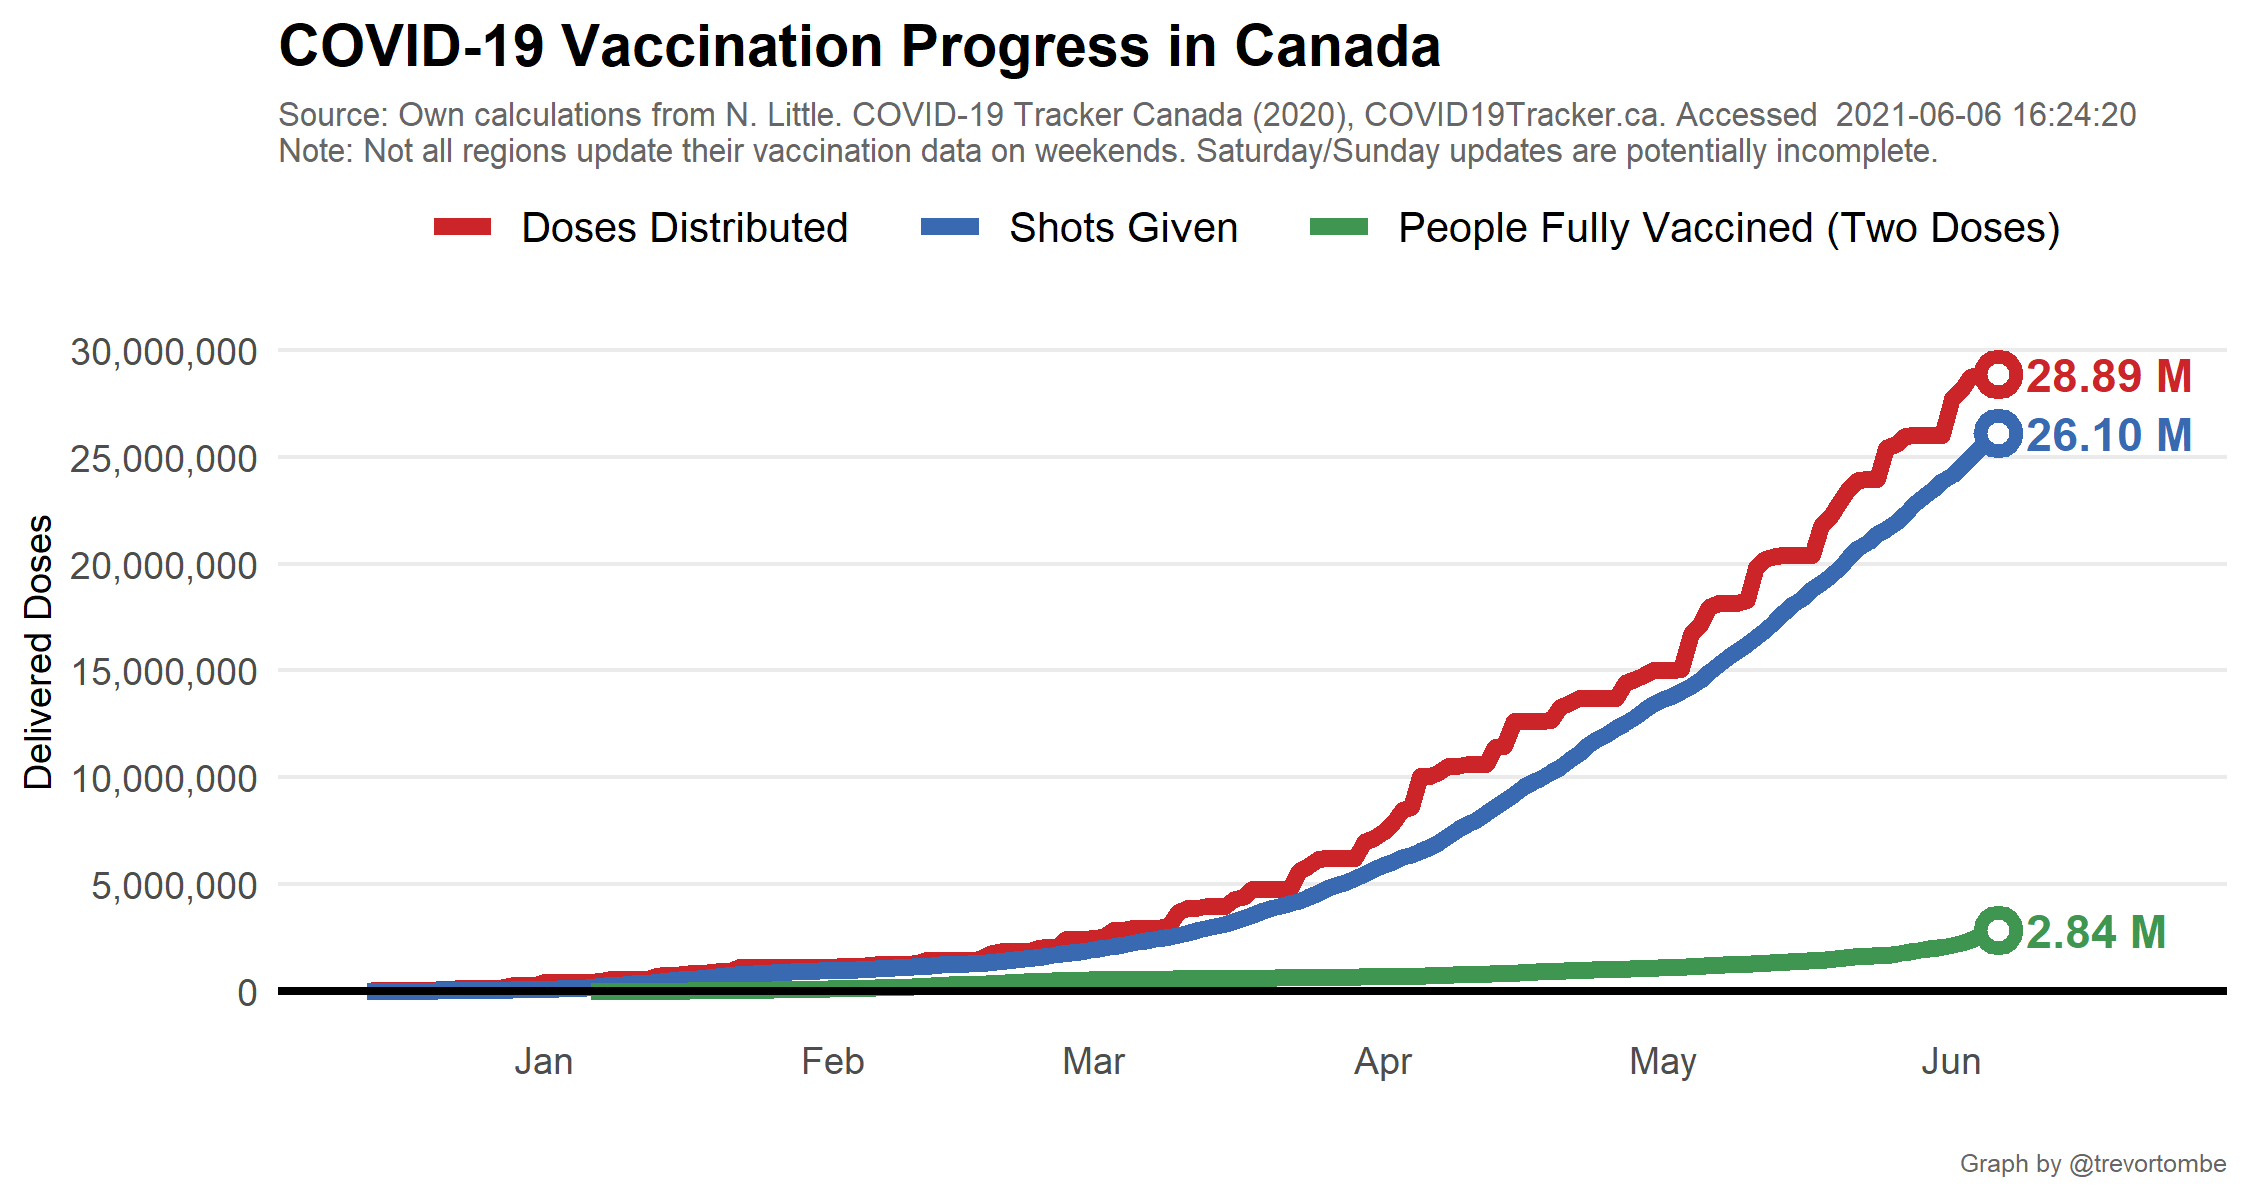 COVID-19 Vaccination Progress in Canada
Source: Own calculations from N. Little. COVID-19 Tracker Canada (2020), COVID19Tracker.ca. Accessed  2021-06-06 16:24:20
Note: Not all regions update their vaccination data on weekends. Saturday/Sunday updates are potentially incomplete.
Doses Distributed Shots Given People Fully Vaccined (Two Doses)
Delivered Doses
30,000,000
25,000,000
20,000,000
15,000,000
10,000,000
5,000,000
0
28.89 M
26.10 M
2.84 M
Jan Feb Mar Apr May Jun
Graph by @trevortombe